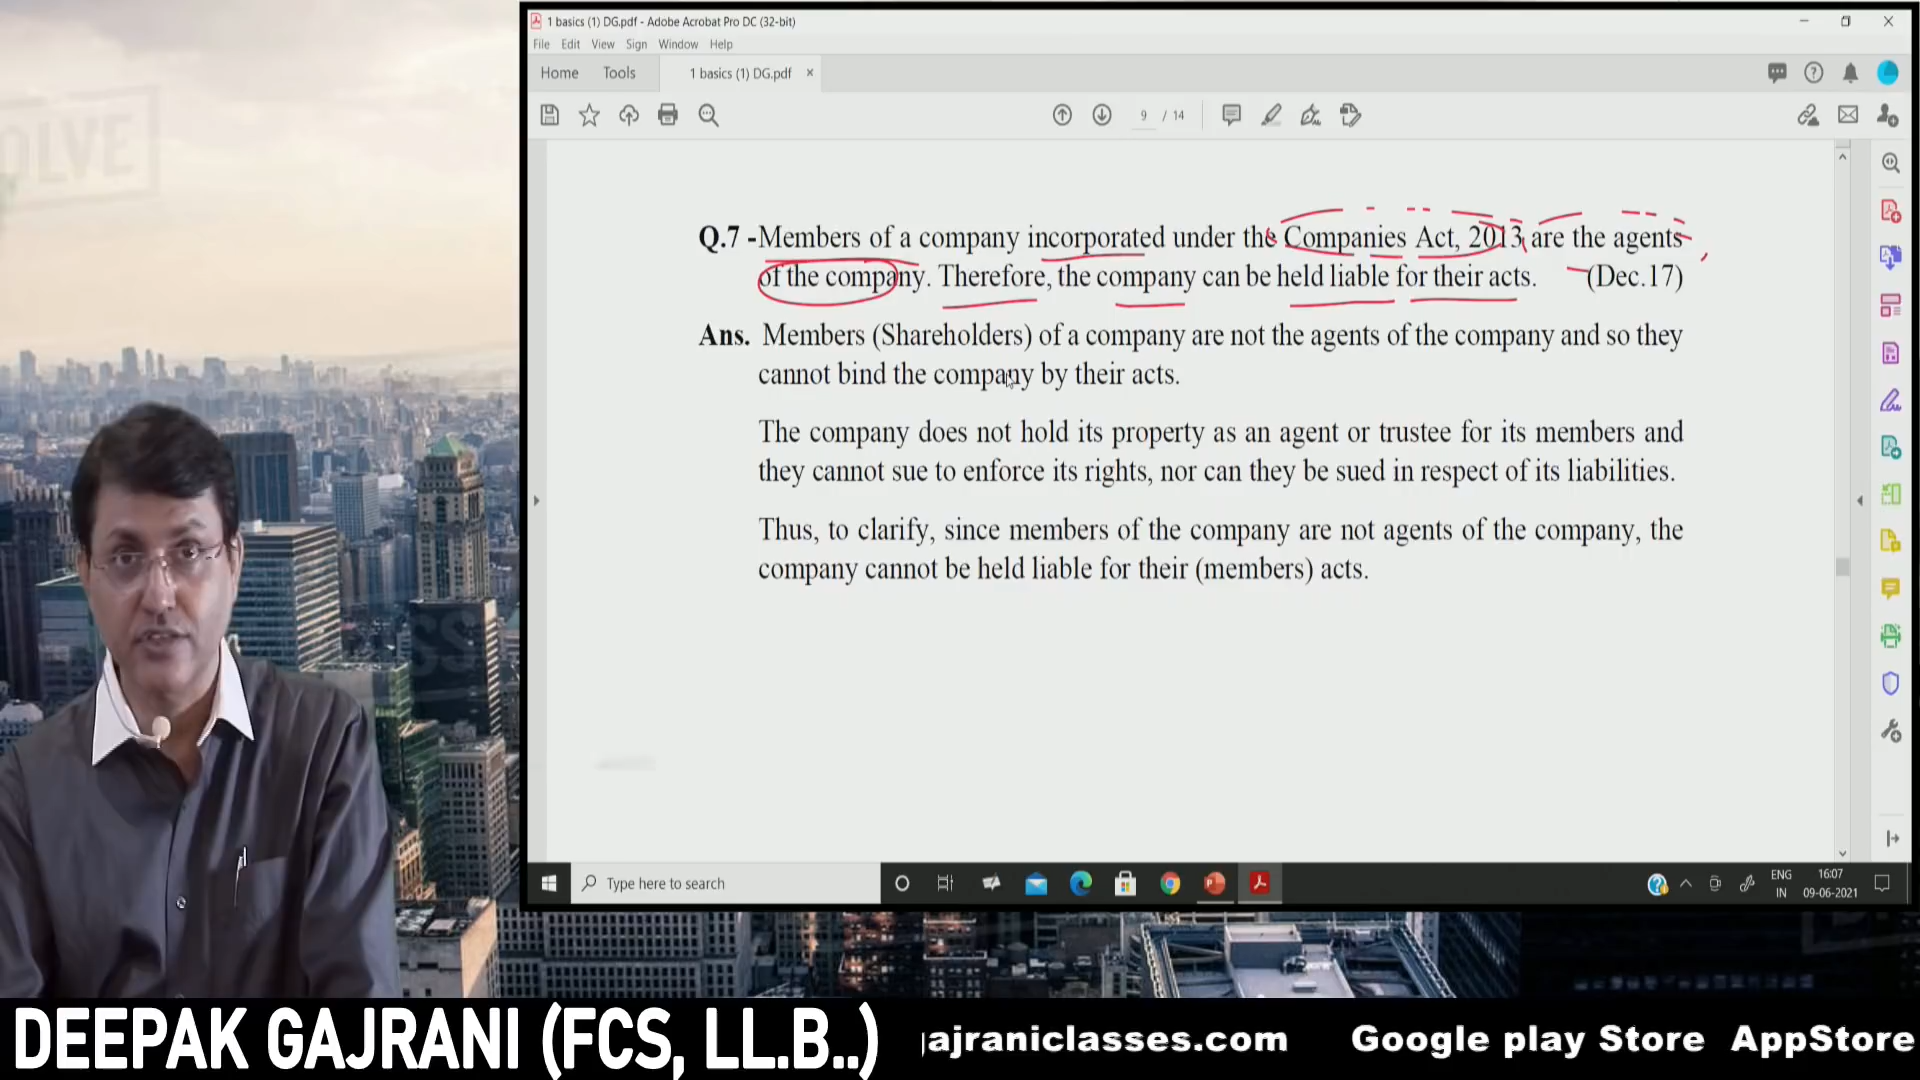 OLVE
1 basics (1) DG.pdf - Adobe Acrobat Pro DC (32-bit)
File Edit View Sign Window Help
Home Tools 1 basics (1) DG.pdf ×
9 / 14
Q.7 -Members of a company incorporated under the Companies Act, 2013, are the agents
of the company. Therefore, the company can be held liable for their acts. (Dec.17)
Ans. Members (Shareholders) of a company are not the agents of the company and so they
cannot bind the company by their acts.
The company does not hold its property as an agent or trustee for its members and
they cannot sue to enforce its rights, nor can they be sued in respect of its liabilities.
Thus, to clarify, since members of the company are not agents of the company, the
company cannot be held liable for their (members) acts.
Type here to search
ENG
IN
16:07
09-06-2021
DEEPAK GAJRANI (FCS, LL.B..)
gajraniclasses.com Google play Store AppStore